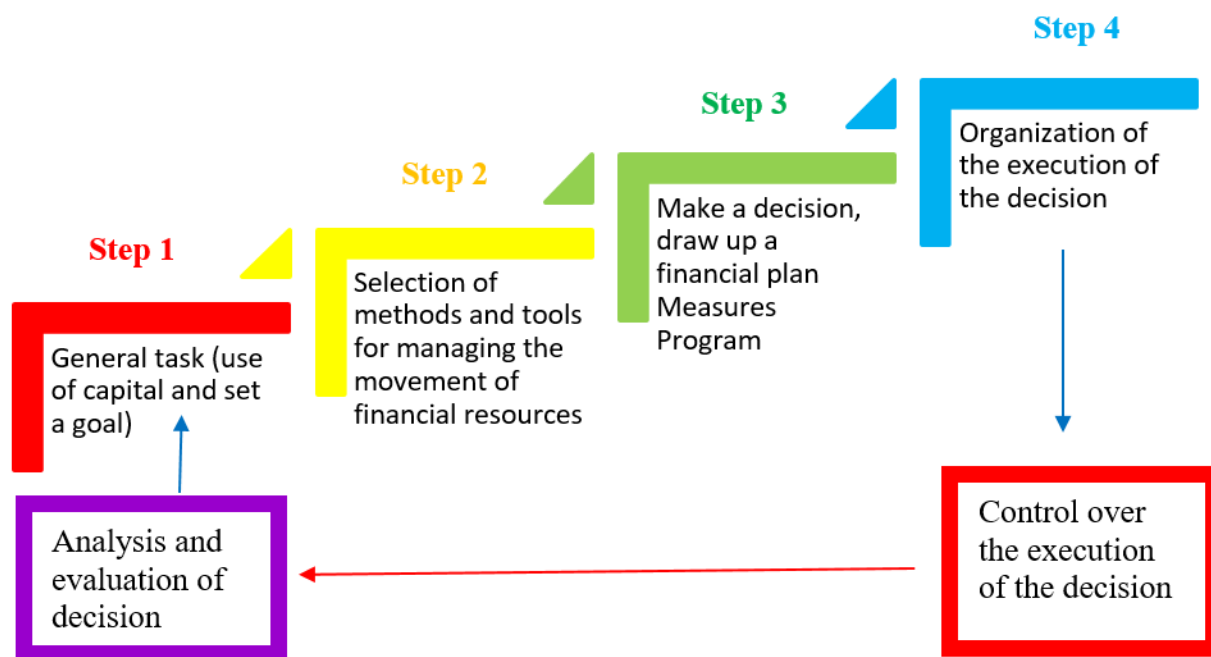 Step 1
General task (use
of capital and set
a goal)
Step 2
Selection of
methods and tools
for managing the
movement of
financial resources
Step 3
Make a decision,
draw up a
financial plan
Measures
Program
Step 4
Organization of
the execution of
the decision
Control over
the execution
of the decision
Analysis and
evaluation of
decision